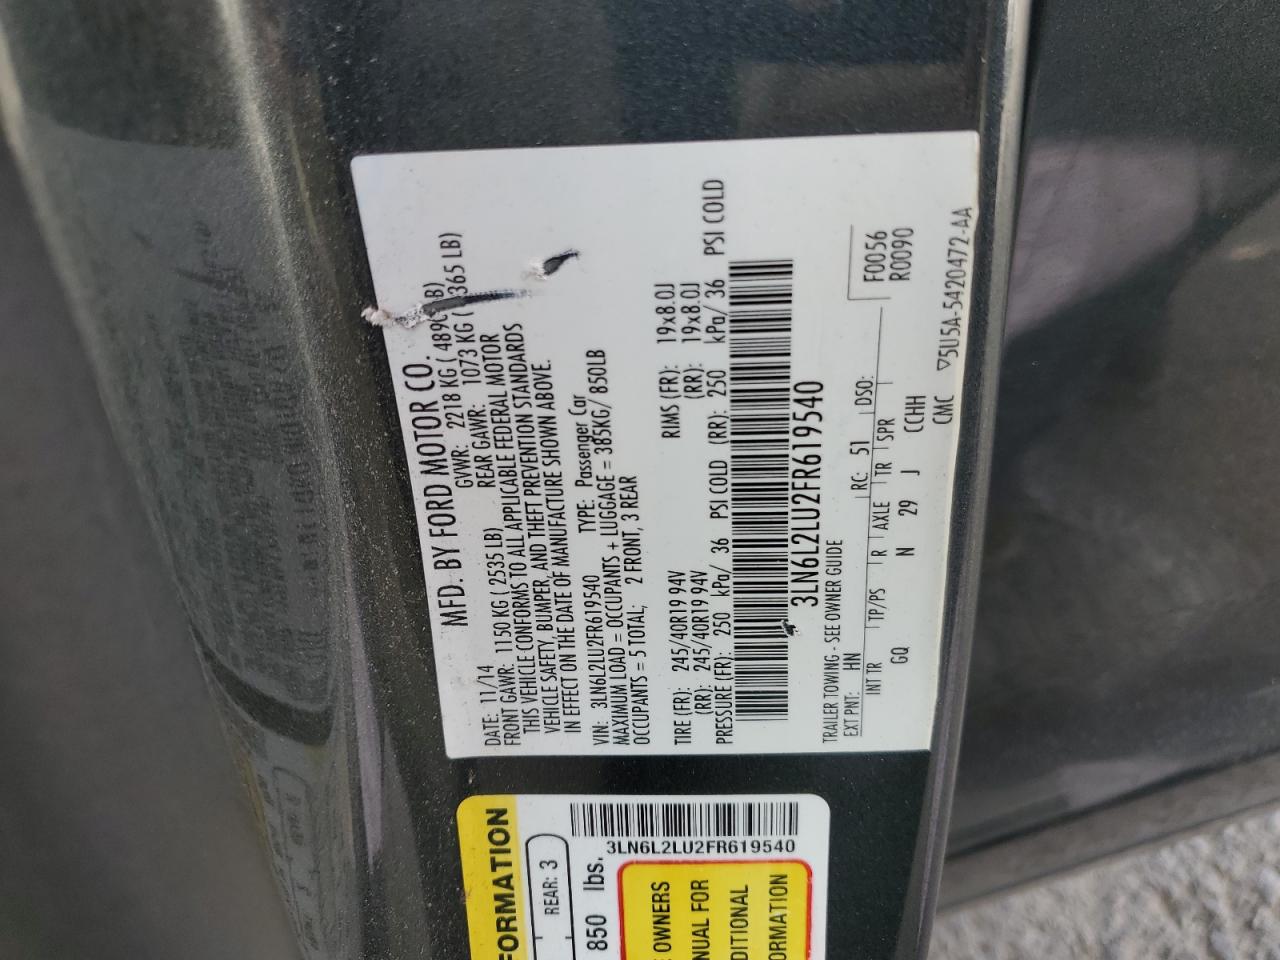 MFD. BY FORD MOTOR CO.
DATE: 11/14 GVWR: 2218 KG ( 489 LB)
FRONT GAWR: 1150 KG ( 2535 LB) REAR GAWR: 1073 KG ( 365 LB)
THIS VEHICLE CONFORMS TO ALL APPLICABLE FEDERAL MOTOR
VEHICLE SAFETY, BUMPER, AND THEFT PREVENTION STANDARDS
IN EFFECT ON THE DATE OF MANUFACTURE SHOWN ABOVE.
VIN: 3LN6L2LU2FR619540 TYPE: Passenger Car
MAXIMUM LOAD = OCCUPANTS + LUGGAGE = 385KG/ 850LB
OCCUPANTS = 5 TOTAL; 2 FRONT, 3 REAR
TIRE (FR): 245/40R19 94V RIMS (FR): 19x8.0J
(RR): 245/40R19 94V (RR): 19x8.0J
PRESSURE (FR): 250 kPa/ 36 PSI COLD (RR): 250 kPa/ 36 PSI COLD
3LN6L2LU2FR619540
TRAILER TOWING - SEE OWNER GUIDE
EXT PNT: HN RC: 51 DSO: F0056
R0090
INT TR TP/PS R AXLE TR SPR
GQ N 29 J CCHH
CMC ▽5U5A-5420472-AA
FORMATION
REAR: 3
850 lbs.
3LN6L2LU2FR619540
OWNERS
NUAL FOR
DITIONAL
ORMATION